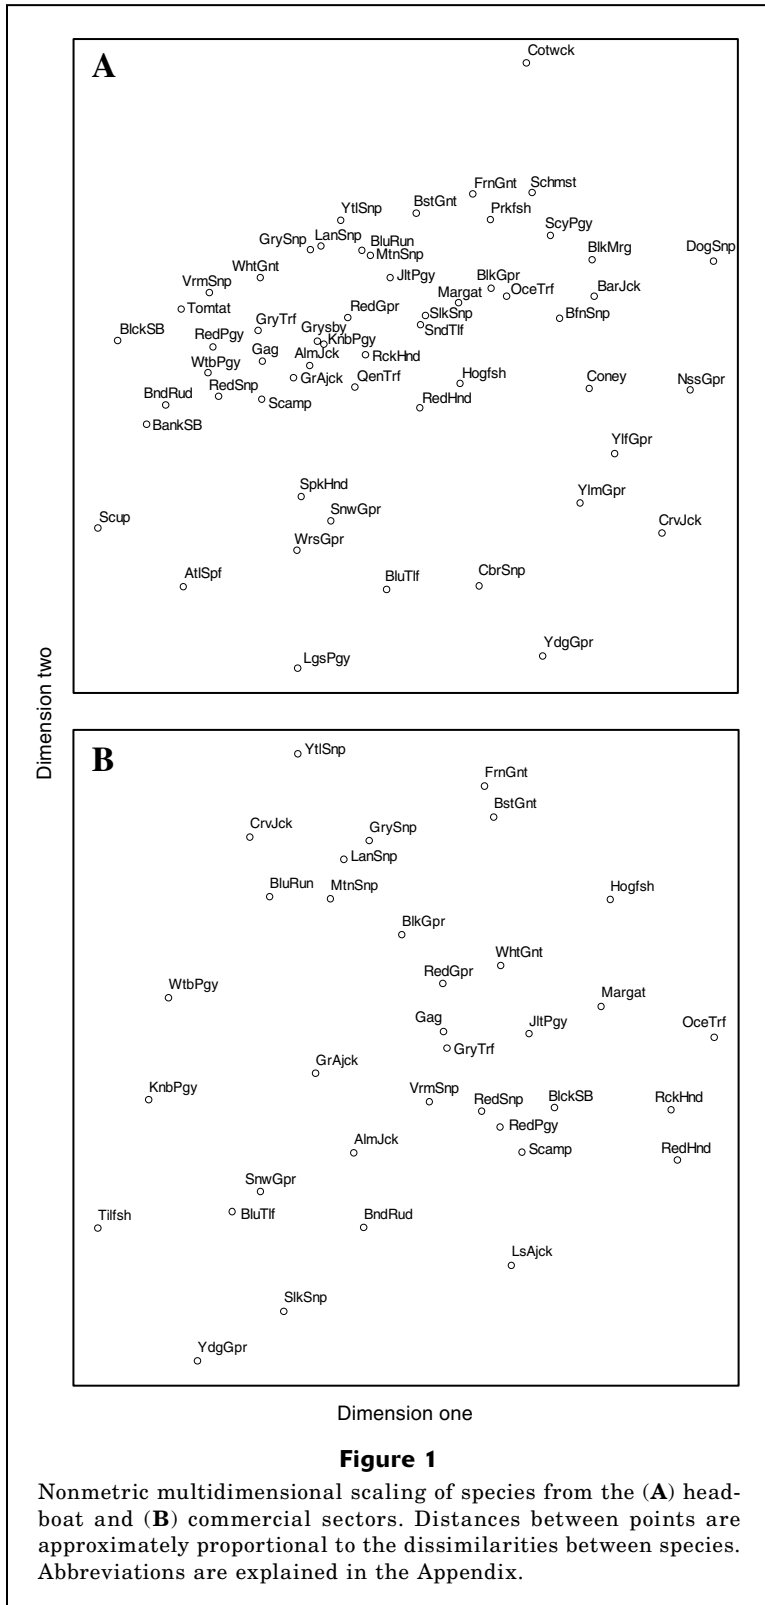 A
Cotwck
FrnGnt
Schmst
BstGnt
YtlSnp
Prkfsh
ScyPgy
GrySnp
LanSnp
BluRun
MtnSnp
BlkMrg
DogSnp
WhtGnt
JltPgy
BlkGpr
OceTrf
BarJck
VrmSnp
Margat
Tomtat
RedGpr
SlkSnp
BfnSnp
GryTrf
SndTlf
BlckSB
RedPgy
Grysby
KnbPgy
Gag
AlmJck
RckHnd
WtbPgy
GrAjck
QenTrf
Hogfsh
Coney
NssGpr
RedSnp
BndRud
Scamp
RedHnd
BankSB
YlfGpr
SpkHnd
YlmGpr
Scup
SnwGpr
CrvJck
WrsGpr
AtlSpf
BluTlf
CbrSnp
YdgGpr
LgsPgy
Dimension two
B
YtlSnp
FrnGnt
BstGnt
CrvJck
GrySnp
LanSnp
BluRun
MtnSnp
Hogfsh
BlkGpr
WhtGnt
RedGpr
WtbPgy
Margat
Gag
JltPgy
OceTrf
GryTrf
GrAjck
KnbPgy
VrmSnp
RedSnp
BlckSB
RckHnd
RedPgy
AlmJck
Scamp
RedHnd
SnwGpr
Tilfsh
BluTlf
BndRud
LsAjck
SlkSnp
YdgGpr
Dimension one
Figure 1
Nonmetric multidimensional scaling of species from the (A) head-
boat and (B) commercial sectors. Distances between points are
approximately proportional to the dissimilarities between species.
Abbreviations are explained in the Appendix.